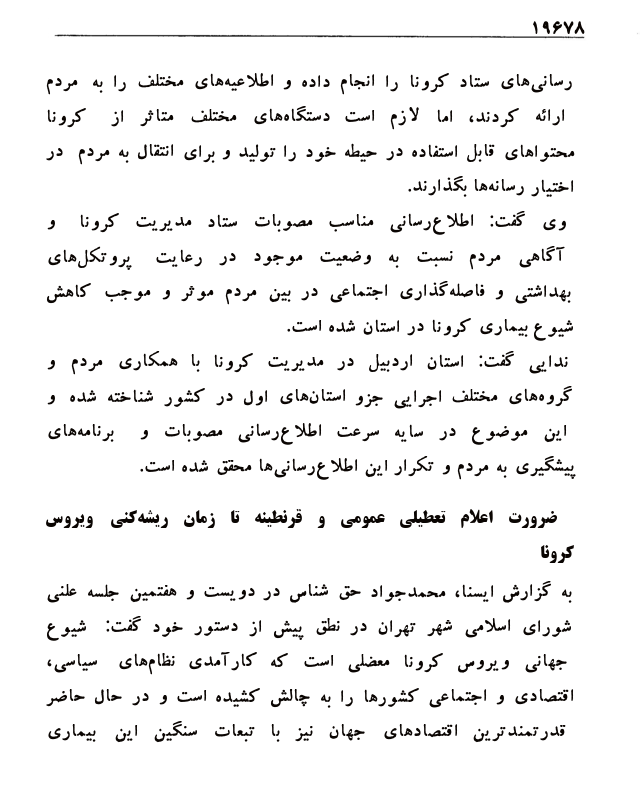 ۱۹۶۷۸
رسانی‌های ستاد کرونا را انجام داده و اطلاعیه‌های مختلف را به مردم
ارائه کردند، اما لازم است دستگاه‌های مختلف متاثر از کرونا
محتواهای قابل استفاده در حیطه خود را تولید و برای انتقال به مردم در
اختیار رسانه‌ها بگذارند.
وی گفت: اطلاع‌رسانی مناسب مصوبات ستاد مدیریت کرونا و
آگاهی مردم نسبت به وضعیت موجود در رعایت پروتکل‌های
بهداشتی و فاصله‌گذاری اجتماعی در بین مردم موثر و موجب کاهش
شیوع بیماری کرونا در استان شده است.
ندایی گفت: استان اردبیل در مدیریت کرونا با همکاری مردم و
گروه‌های مختلف اجرایی جزو استان‌های اول در کشور شناخته شده و
این موضوع در سایه سرعت اطلاع‌رسانی مصوبات و برنامه‌های
پیشگیری به مردم و تکرار این اطلاع‌رسانی‌ها محقق شده است.
ضرورت اعلام تعطیلی عمومی و قرنطینه تا زمان ریشه‌کنی ویروس
کرونا
به گزارش ایسنا، محمدجواد حق شناس در دویست و هفتمین جلسه علنی
شورای اسلامی شهر تهران در نطق پیش از دستور خود گفت: شیوع
جهانی ویروس کرونا معضلی است که کارآمدی نظام‌های سیاسی،
اقتصادی و اجتماعی کشورها را به چالش کشیده است و در حال حاضر
قدرتمندترین اقتصادهای جهان نیز با تبعات سنگین این بیماری